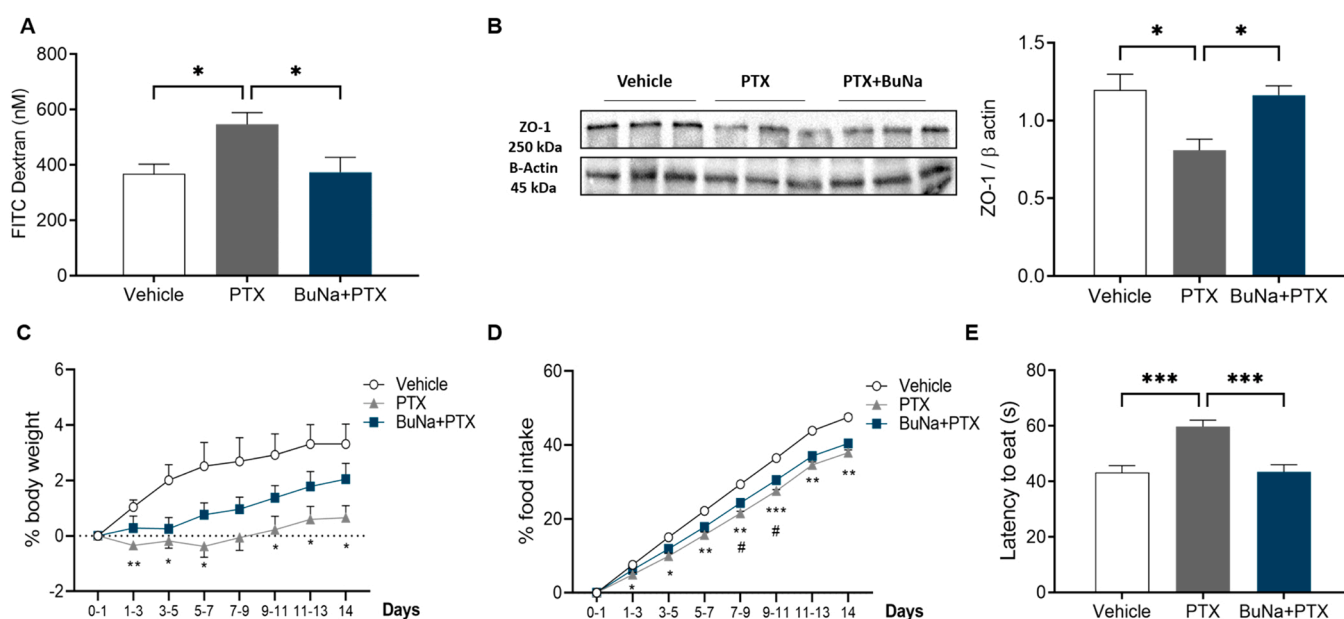 A
FITC Dextran (nM)
800
600
400
200
0
* *
Vehicle PTX BuNa+PTX
B
Vehicle PTX PTX+BuNa
ZO-1
250 kDa
B-Actin
45 kDa
ZO-1 / β actin
1.5
1.0
0.5
0.0
* *
Vehicle PTX BuNa+PTX
C
% body weight
6
4
2
0
-2
Vehicle
PTX
BuNa+PTX
** * * * * *
0-1 1-3 3-5 5-7 7-9 9-11 11-13 14 Days
D
% food intake
60
40
20
0
Vehicle
PTX
BuNa+PTX
* * ** ** *** ** **
# #
0-1 1-3 3-5 5-7 7-9 9-11 11-13 14 Days
E
Latency to eat (s)
80
60
40
20
0
*** ***
Vehicle PTX BuNa+PTX